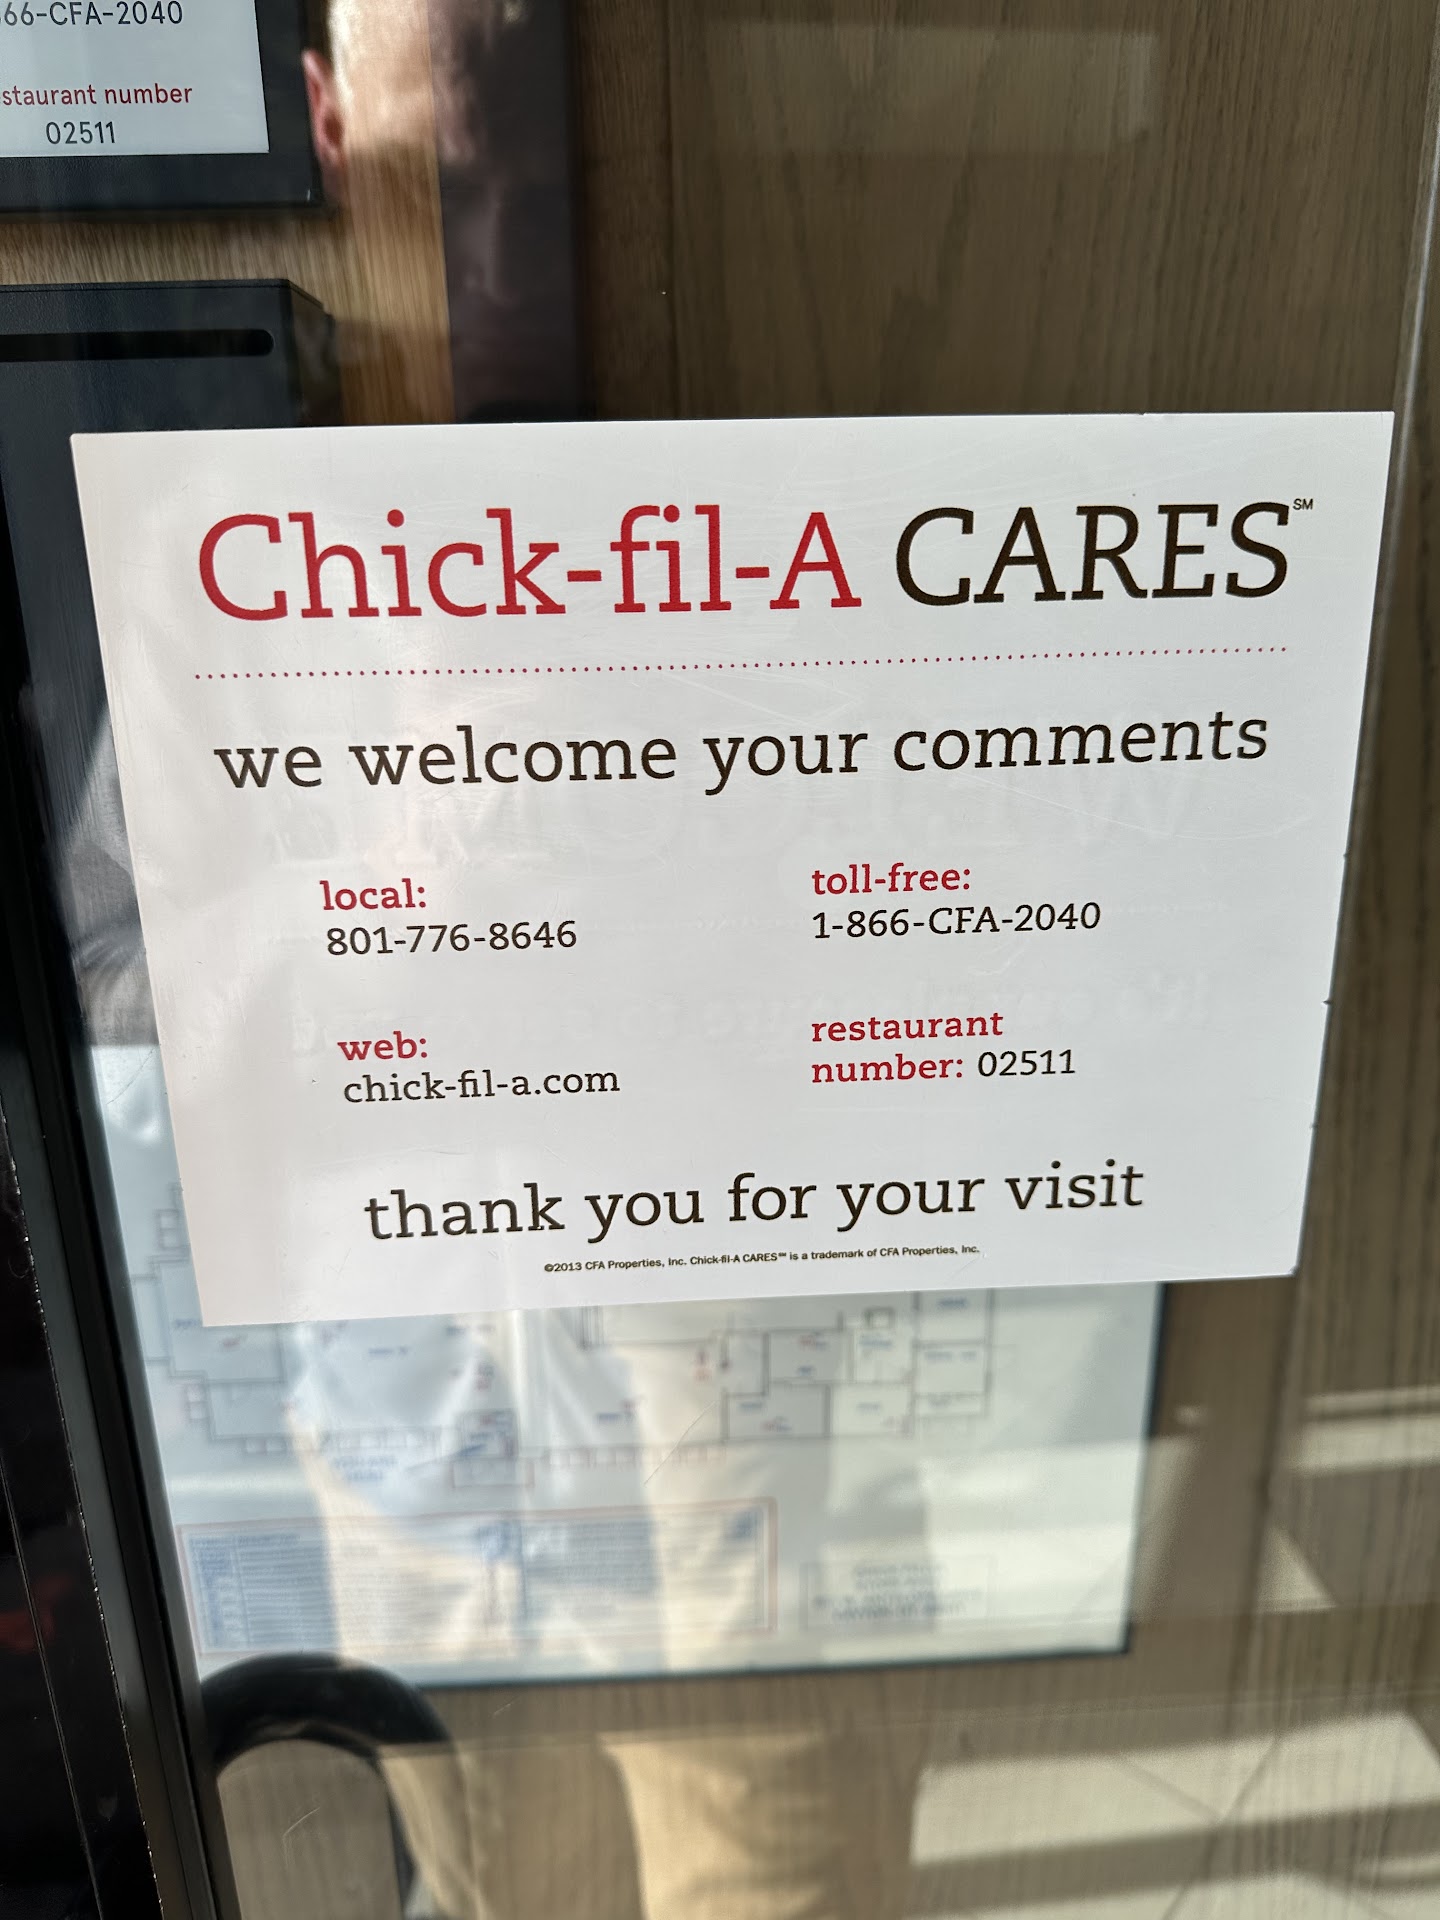 66-CFA-2040
staurant number
02511
Chick-fil-A CARES℠
we welcome your comments
local:
801-776-8646
toll-free:
1-866-CFA-2040
web:
chick-fil-a.com
restaurant
number: 02511
thank you for your visit
©2013 CFA Properties, Inc. Chick-fil-A CARES℠ is a trademark of CFA Properties, Inc.